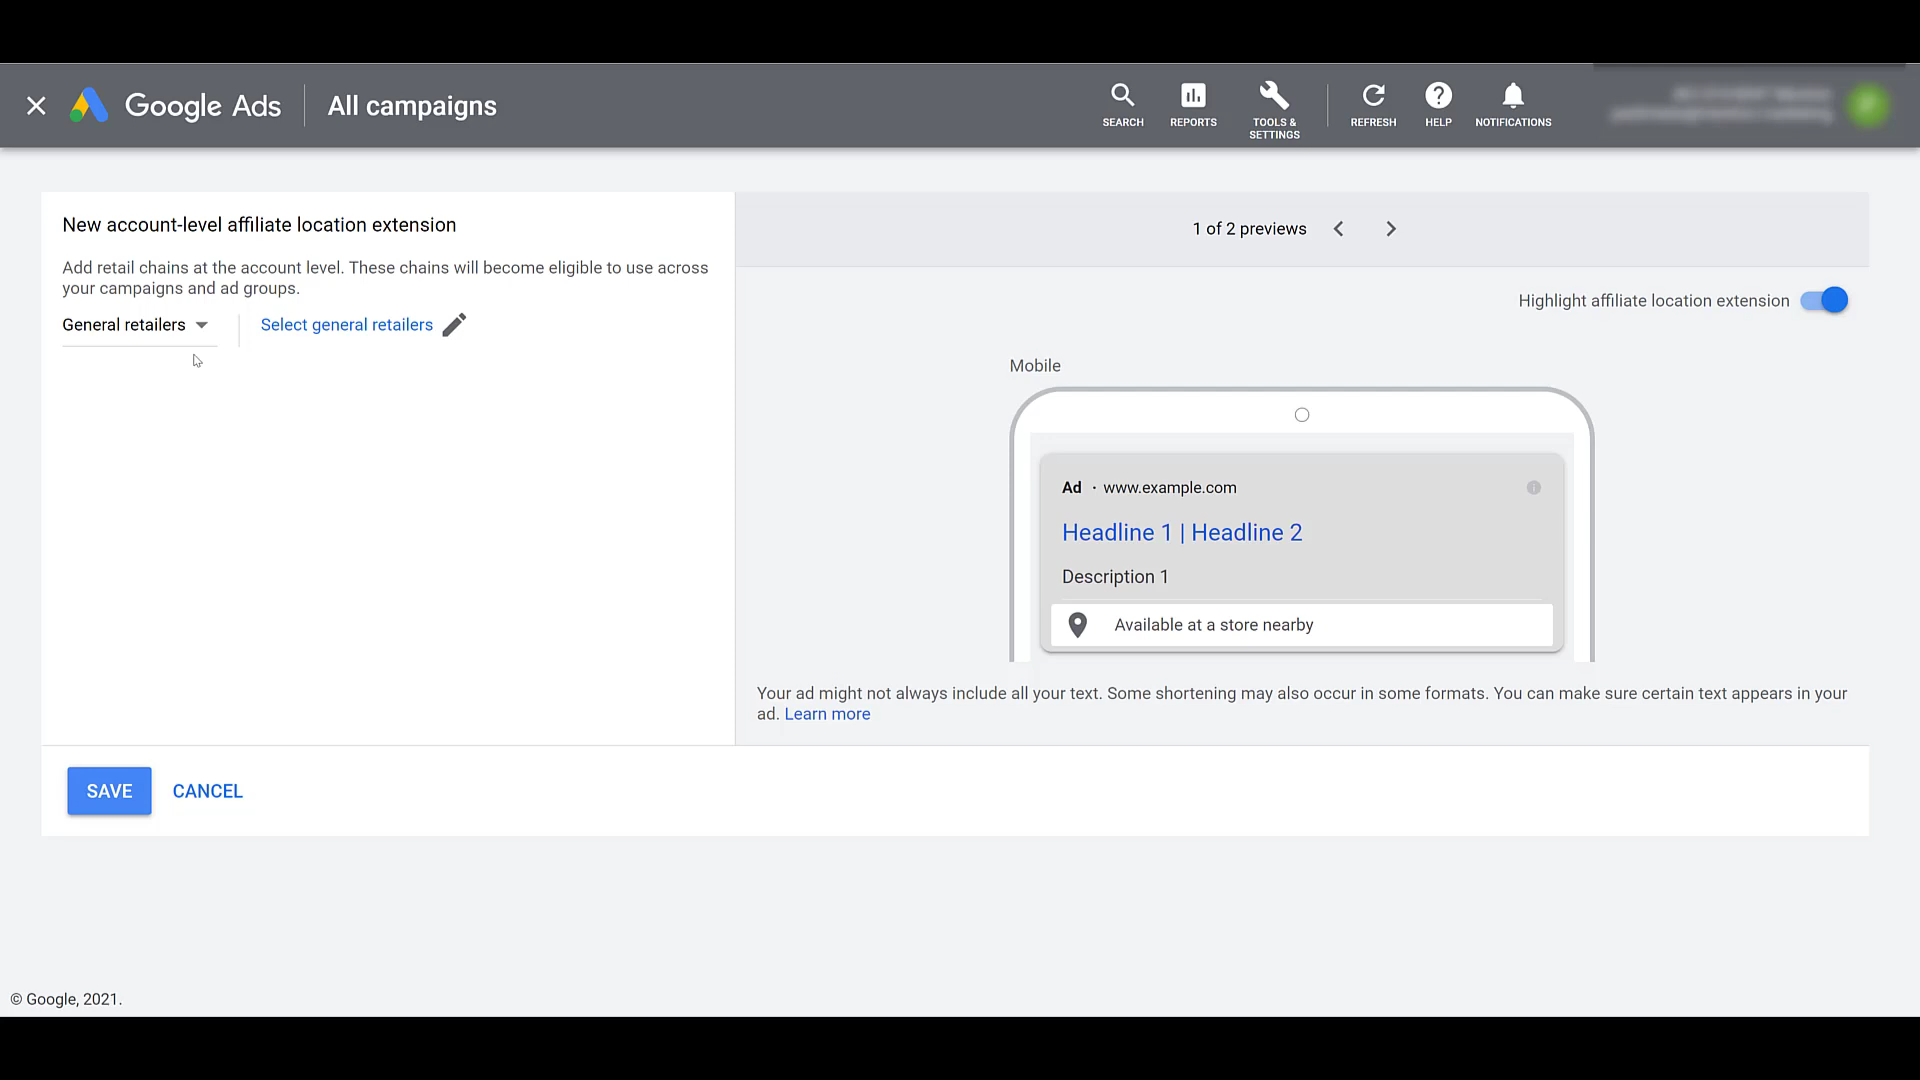 Google Ads
All campaigns
SEARCH
REPORTS
TOOLS &
SETTINGS
REFRESH
HELP
NOTIFICATIONS
New account-level affiliate location extension
Add retail chains at the account level. These chains will become eligible to use across
your campaigns and ad groups.
General retailers
Select general retailers
1 of 2 previews
Highlight affiliate location extension
Mobile
Ad · www.example.com
Headline 1 | Headline 2
Description 1
Available at a store nearby
Your ad might not always include all your text. Some shortening may also occur in some formats. You can make sure certain text appears in your
ad. Learn more
SAVE
CANCEL
© Google, 2021.